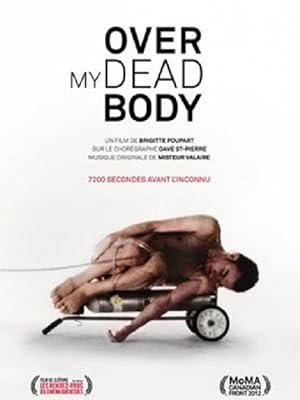 OVER
MY DEAD
BODY
UN FILM DE BRIGITTE POUPART
SUR LE CHORÉGRAPHE DAVE ST-PIERRE
MUSIQUE ORIGINALE DE MISTEUR VALAIRE
7200 SECONDES AVANT L'INCONNU
FILM DE CLÔTURE
LES RENDEZ-VOUS
DU CINÉMA QUÉBÉCOIS
MoMA
CANADIAN
FRONT 2012